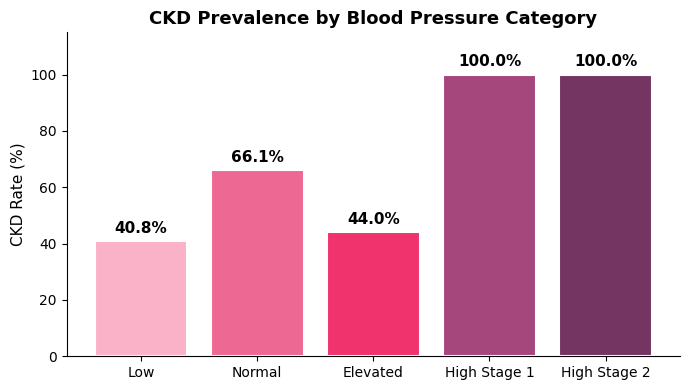 CKD Prevalence by Blood Pressure Category
CKD Rate (%)
100
80
60
40
20
0
40.8%
66.1%
44.0%
100.0%
100.0%
Low
Normal
Elevated
High Stage 1
High Stage 2